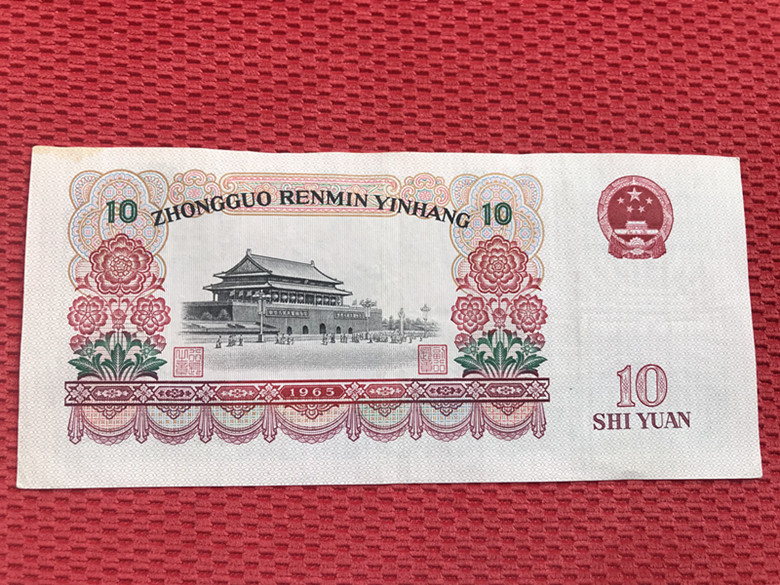 10 ZHONGGUO RENMIN YINHANG 10
1965
10
SHI YUAN